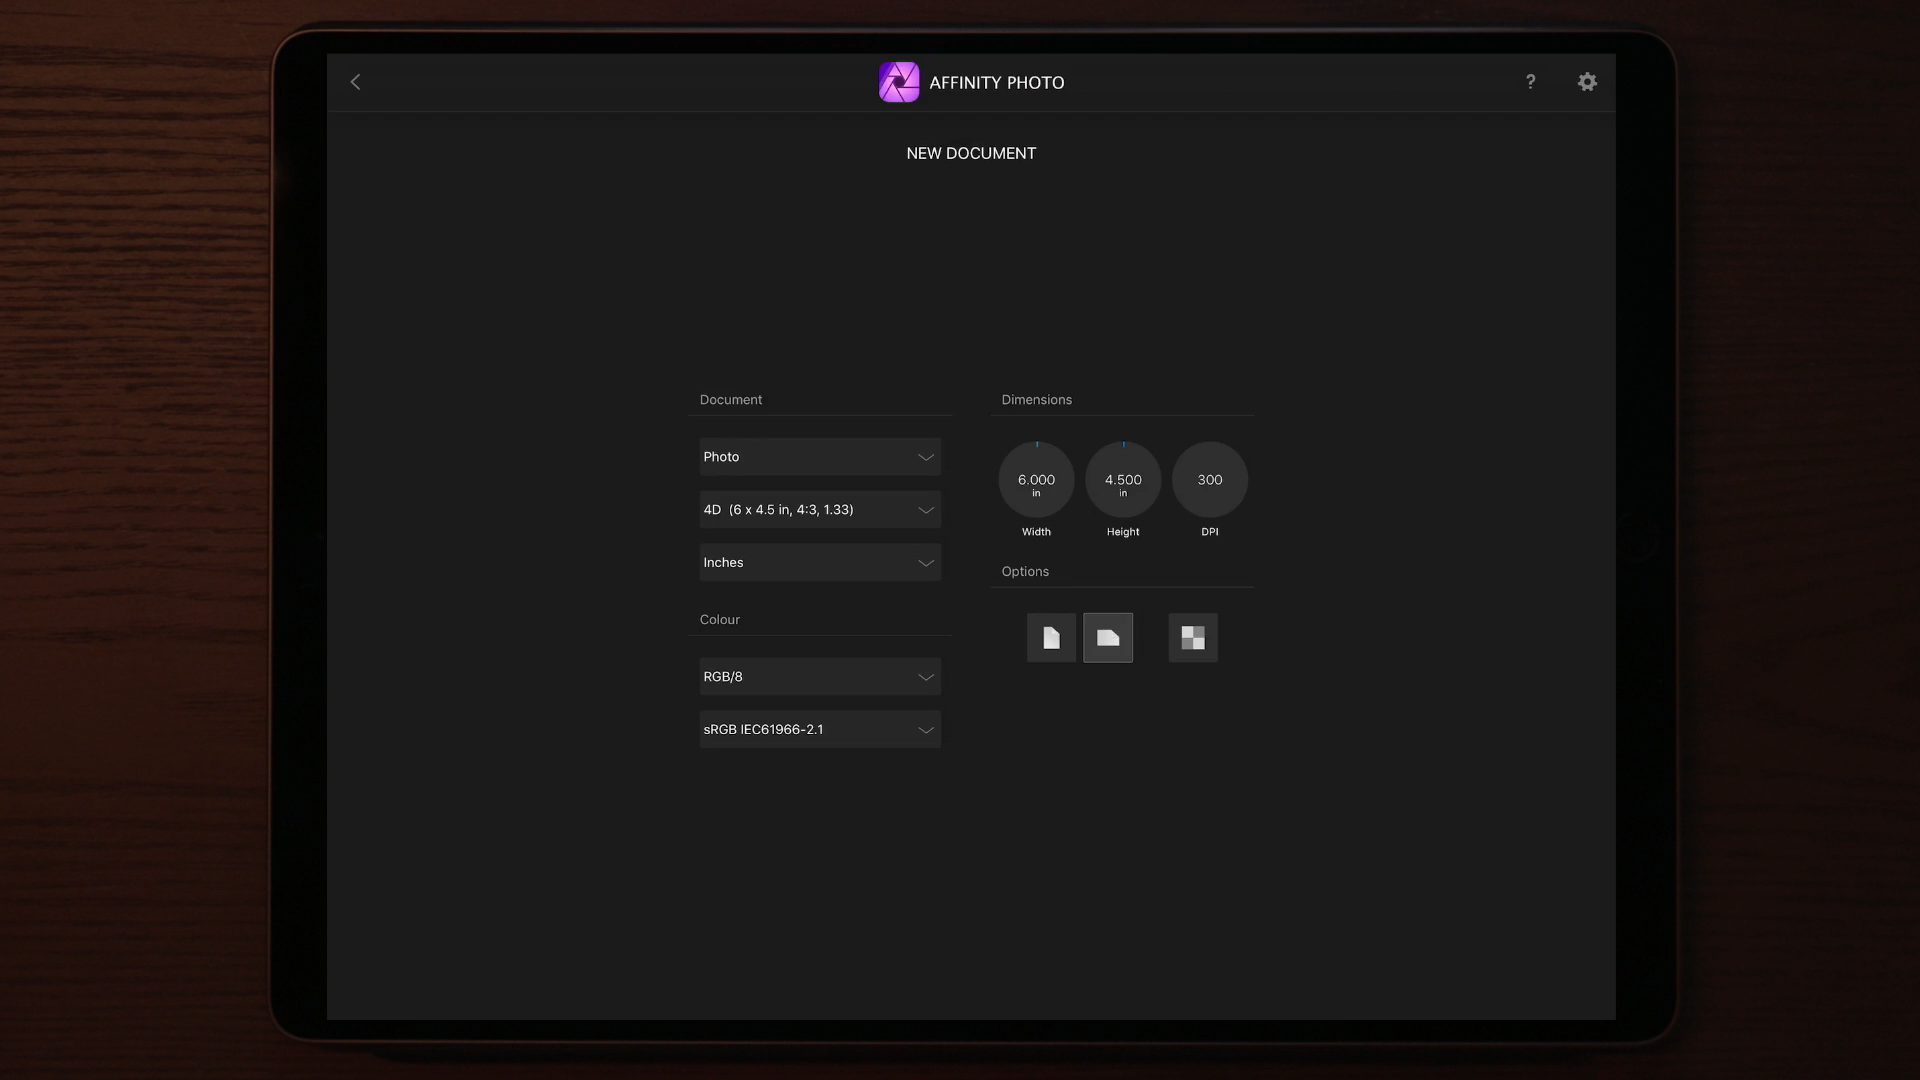 AFFINITY PHOTO
?
NEW DOCUMENT
Document
Photo
4D (6 x 4.5 in, 4:3, 1.33)
Inches
Colour
RGB/8
sRGB IEC61966-2.1
Dimensions
6.000
in
Width
4.500
in
Height
300
DPI
Options